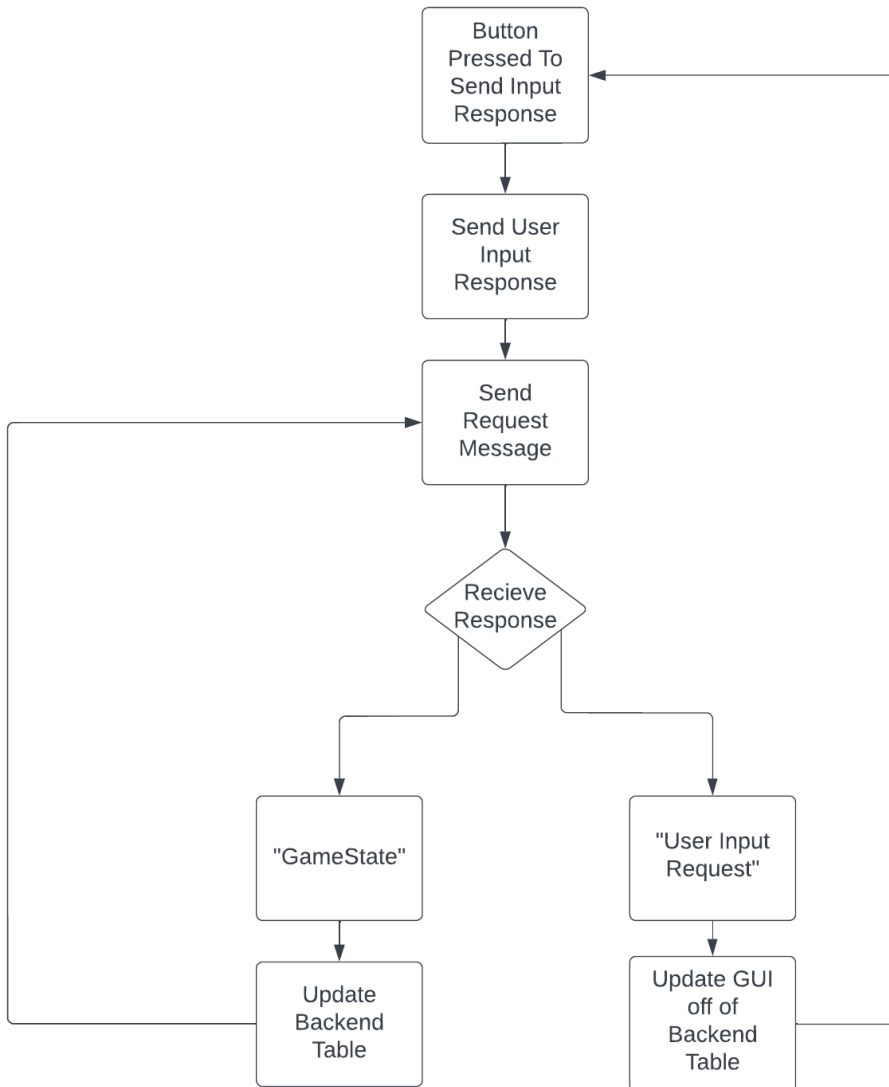 Button
Pressed To
Send Input
Response
Send User
Input
Response
Send
Request
Message
Recieve
Response
"GameState"
"User Input
Request"
Update
Backend
Table
Update GUI
off of
Backend
Table